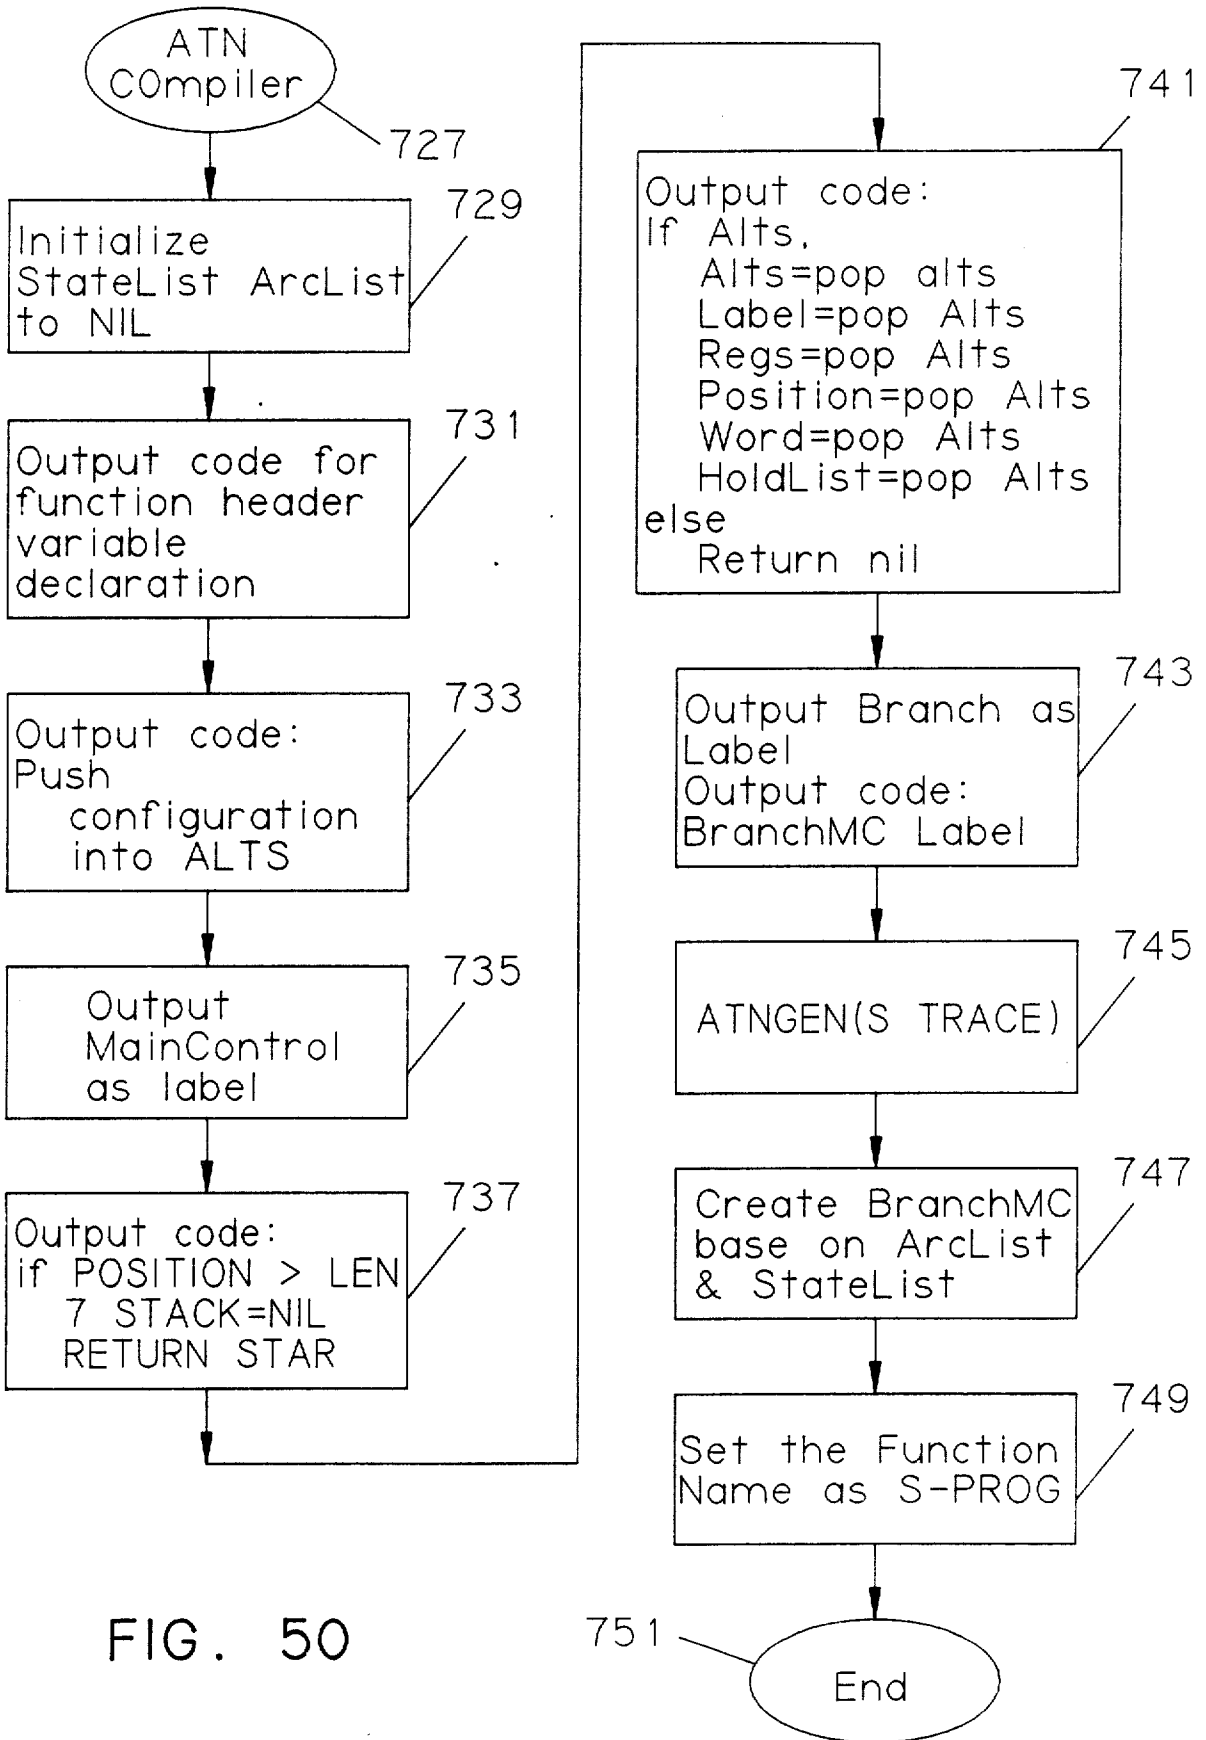 ATN
COmpiler
727
729
Initialize
StateList ArcList
to NIL
731
Output code for
function header
variable
declaration
733
Output code:
Push
configuration
into ALTS
735
Output
MainControl
as label
737
Output code:
if POSITION > LEN
7 STACK=NIL
RETURN STAR
741
Output code:
If Alts,
Alts=pop alts
Label=pop Alts
Regs=pop Alts
Position=pop Alts
Word=pop Alts
HoldList=pop Alts
else
Return nil
743
Output Branch as
Label
Output code:
BranchMC Label
745
ATNGEN(S TRACE)
747
Create BranchMC
base on ArcList
& StateList
749
Set the Function
Name as S-PROG
751
End
FIG. 50